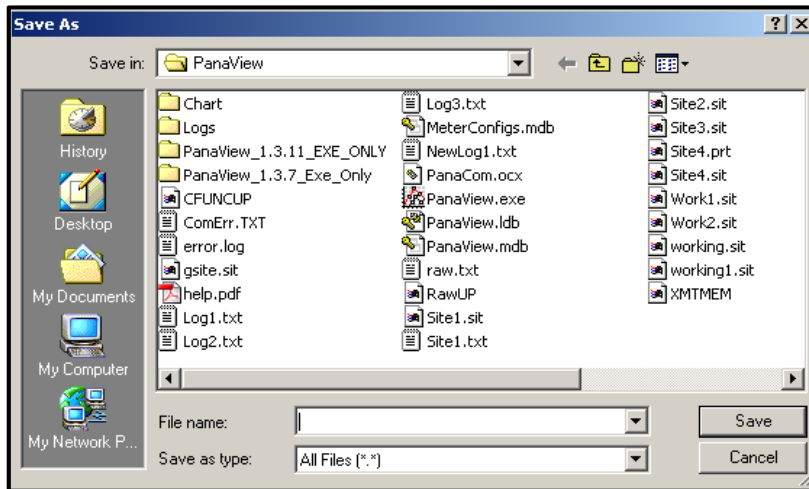 Save As
Save in: PanaView
History
Desktop
My Documents
My Computer
My Network P...
Chart
Logs
PanaView_1.3.11_EXE_ONLY
PanaView_1.3.7_Exe_Only
CFUNCUP
ComErr.TXT
error.log
gsite.sit
help.pdf
Log1.txt
Log2.txt
Log3.txt
MeterConfigs.mdb
NewLog1.txt
PanaCom.ocx
PanaView.exe
PanaView.ldb
PanaView.mdb
raw.txt
RawUP
Site1.sit
Site1.txt
Site2.sit
Site3.sit
Site4.prt
Site4.sit
Work1.sit
Work2.sit
working.sit
working1.sit
XMTMEM
File name:
Save
Save as type: All Files (*.*)
Cancel